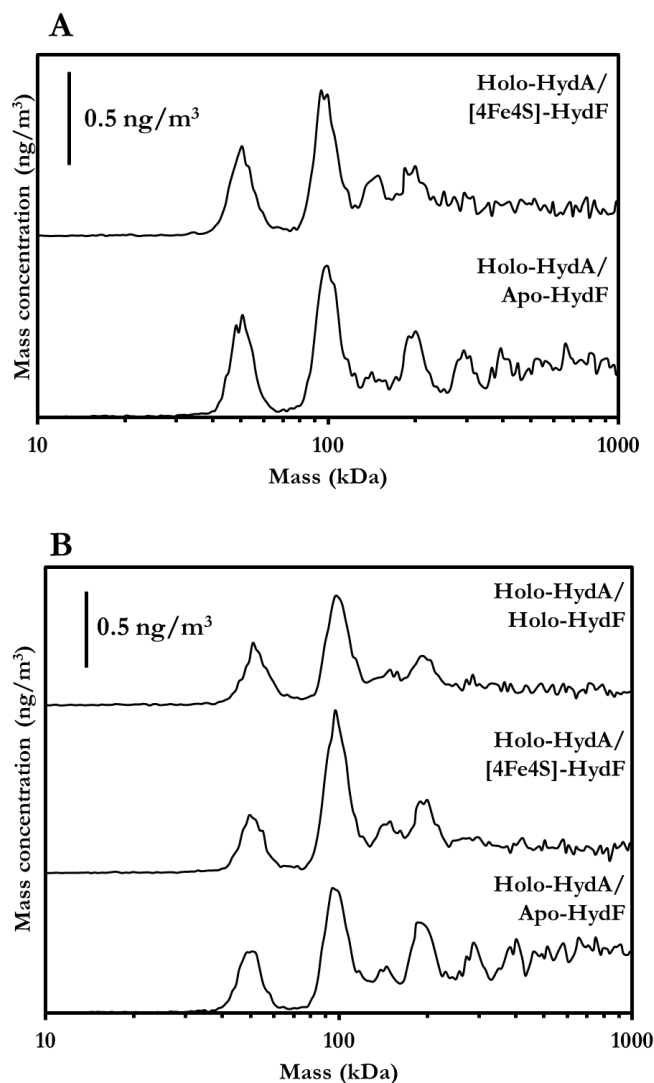 A
Mass concentration (ng/m³)
0.5 ng/m³
Holo-HydA/
[4Fe4S]-HydF
Holo-HydA/
Apo-HydF
10
100
1000
Mass (kDa)
B
Mass concentration (ng/m³)
0.5 ng/m³
Holo-HydA/
Holo-HydF
Holo-HydA/
[4Fe4S]-HydF
Holo-HydA/
Apo-HydF
10
100
1000
Mass (kDa)